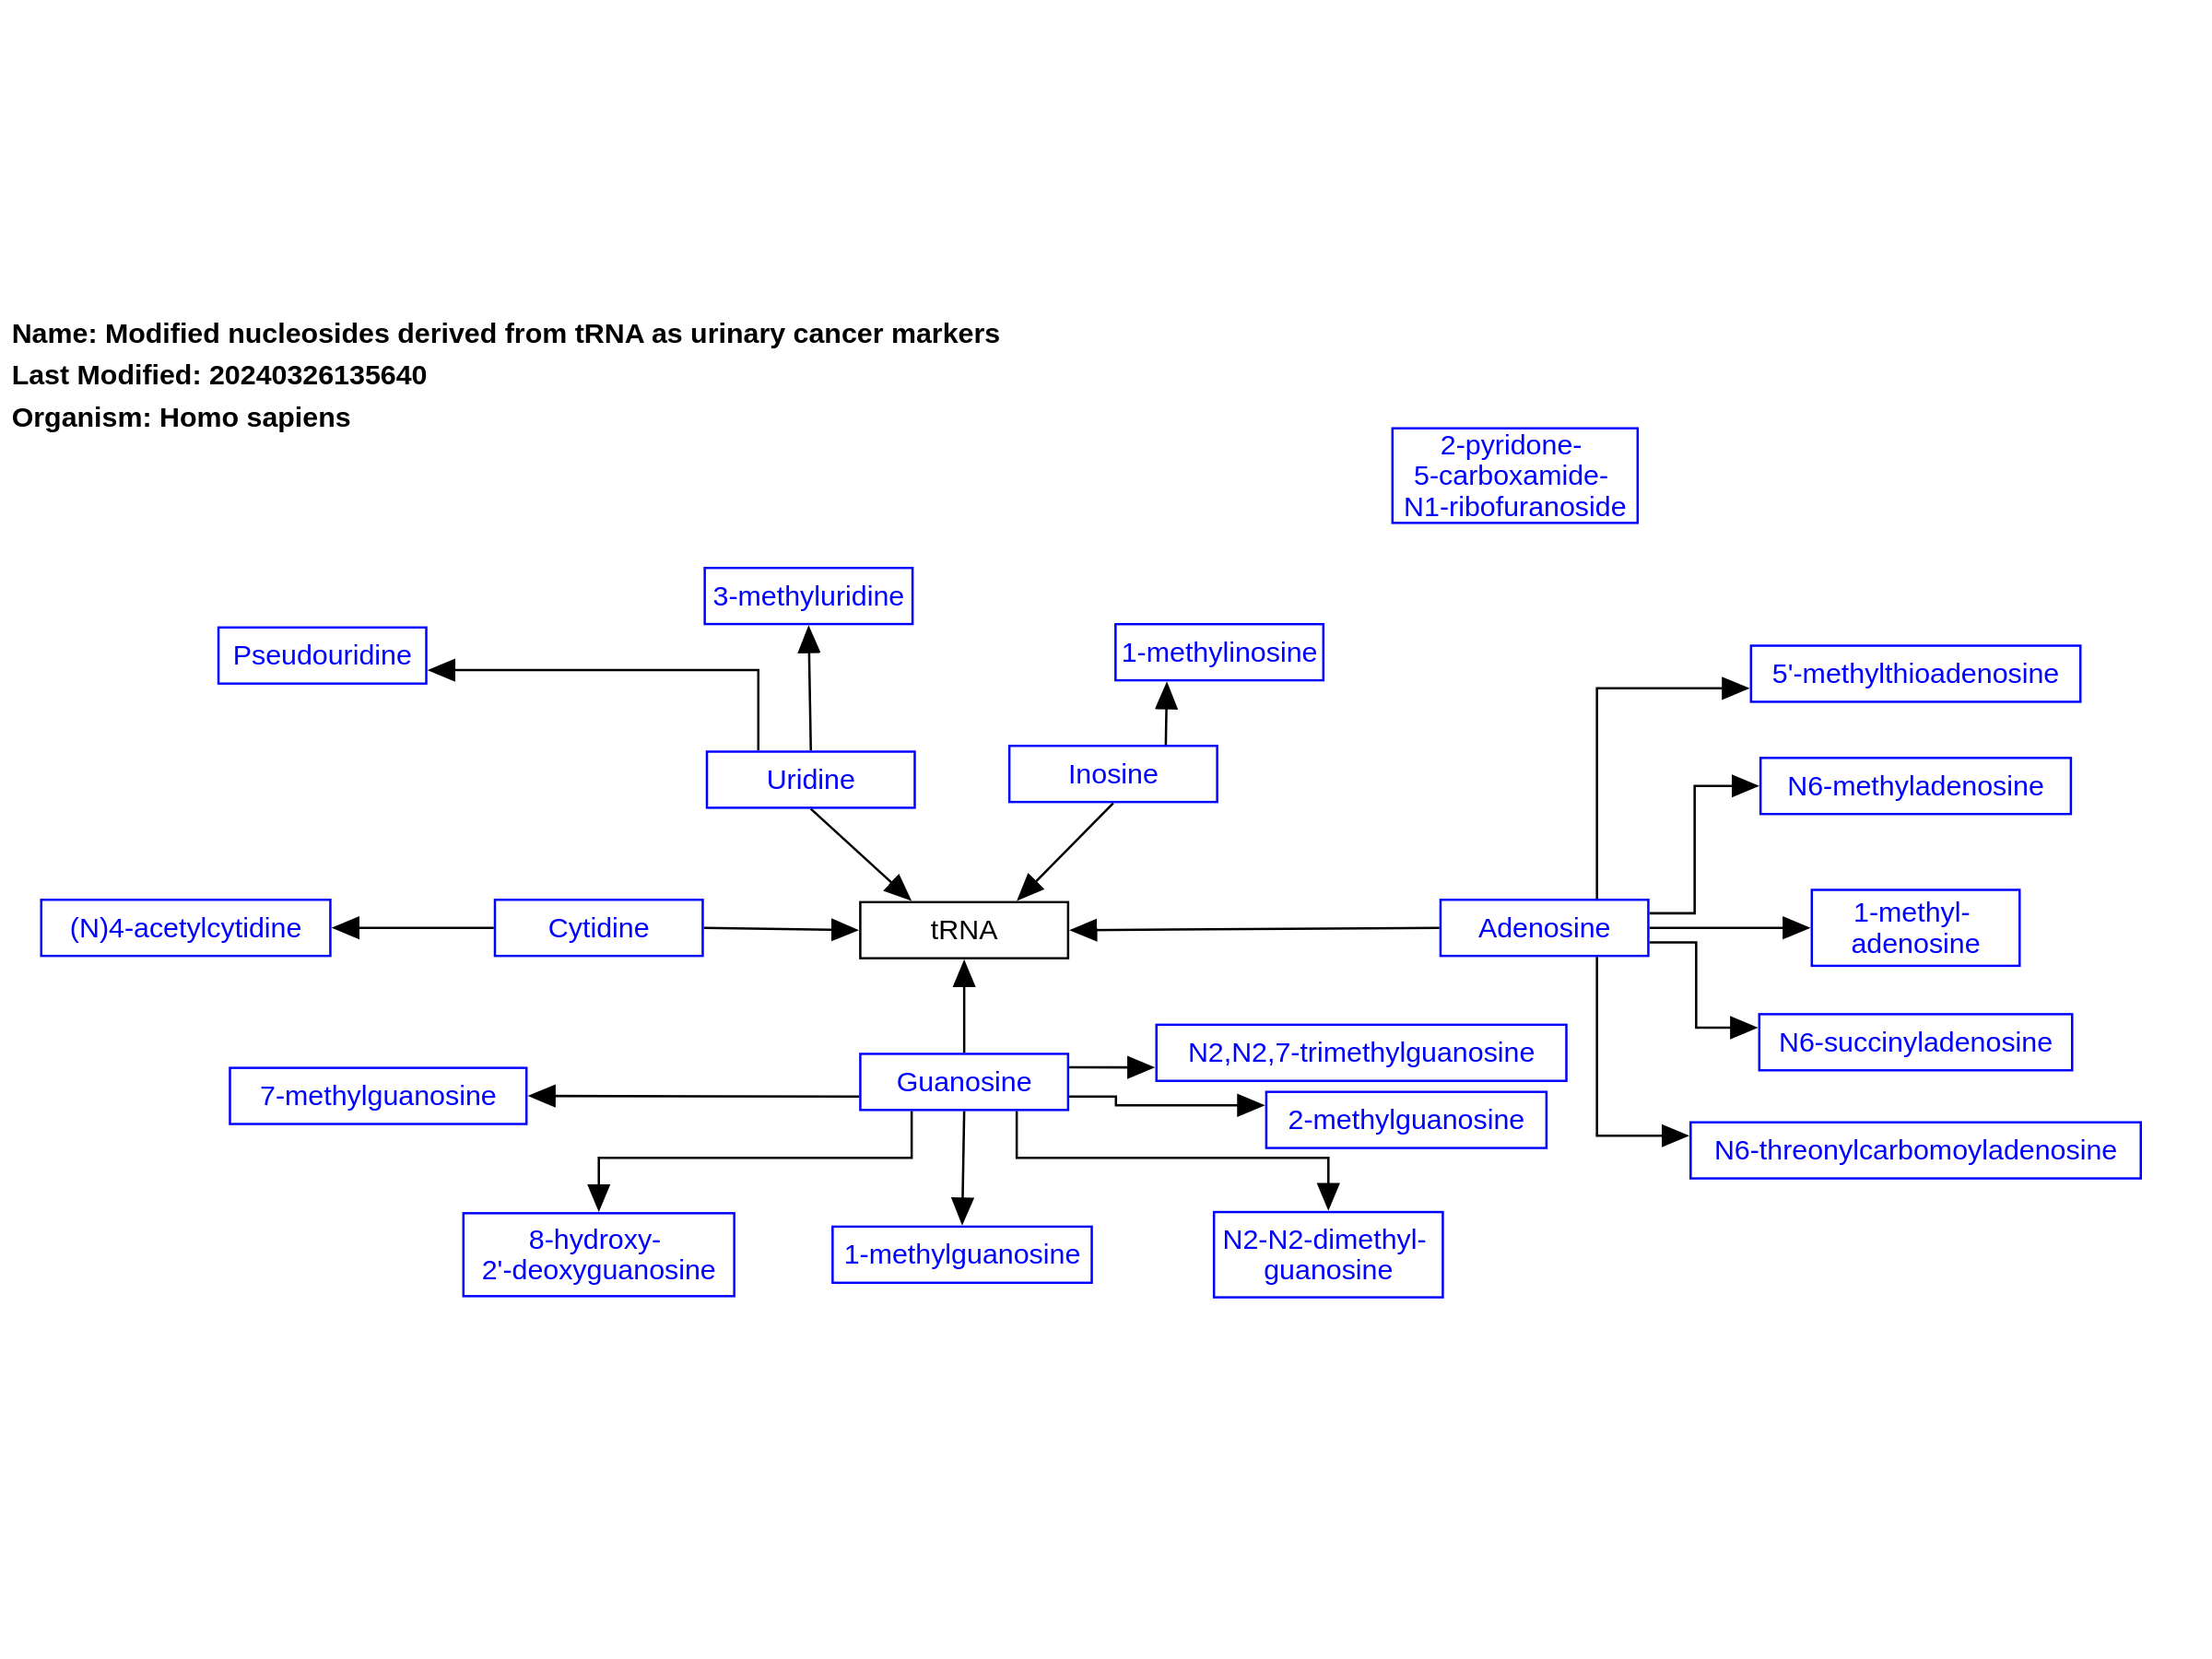 Name: Modified nucleosides derived from tRNA as urinary cancer markers
Last Modified: 20240326135640
Organism: Homo sapiens
2-pyridone-
5-carboxamide-
N1-ribofuranoside
3-methyluridine
Pseudouridine
1-methylinosine
5'-methylthioadenosine
Uridine
Inosine
N6-methyladenosine
(N)4-acetylcytidine
Cytidine
tRNA
Adenosine
1-methyl-
adenosine
N6-succinyladenosine
N2,N2,7-trimethylguanosine
Guanosine
7-methylguanosine
2-methylguanosine
N6-threonylcarbomoyladenosine
8-hydroxy-
2'-deoxyguanosine
1-methylguanosine
N2-N2-dimethyl-
guanosine